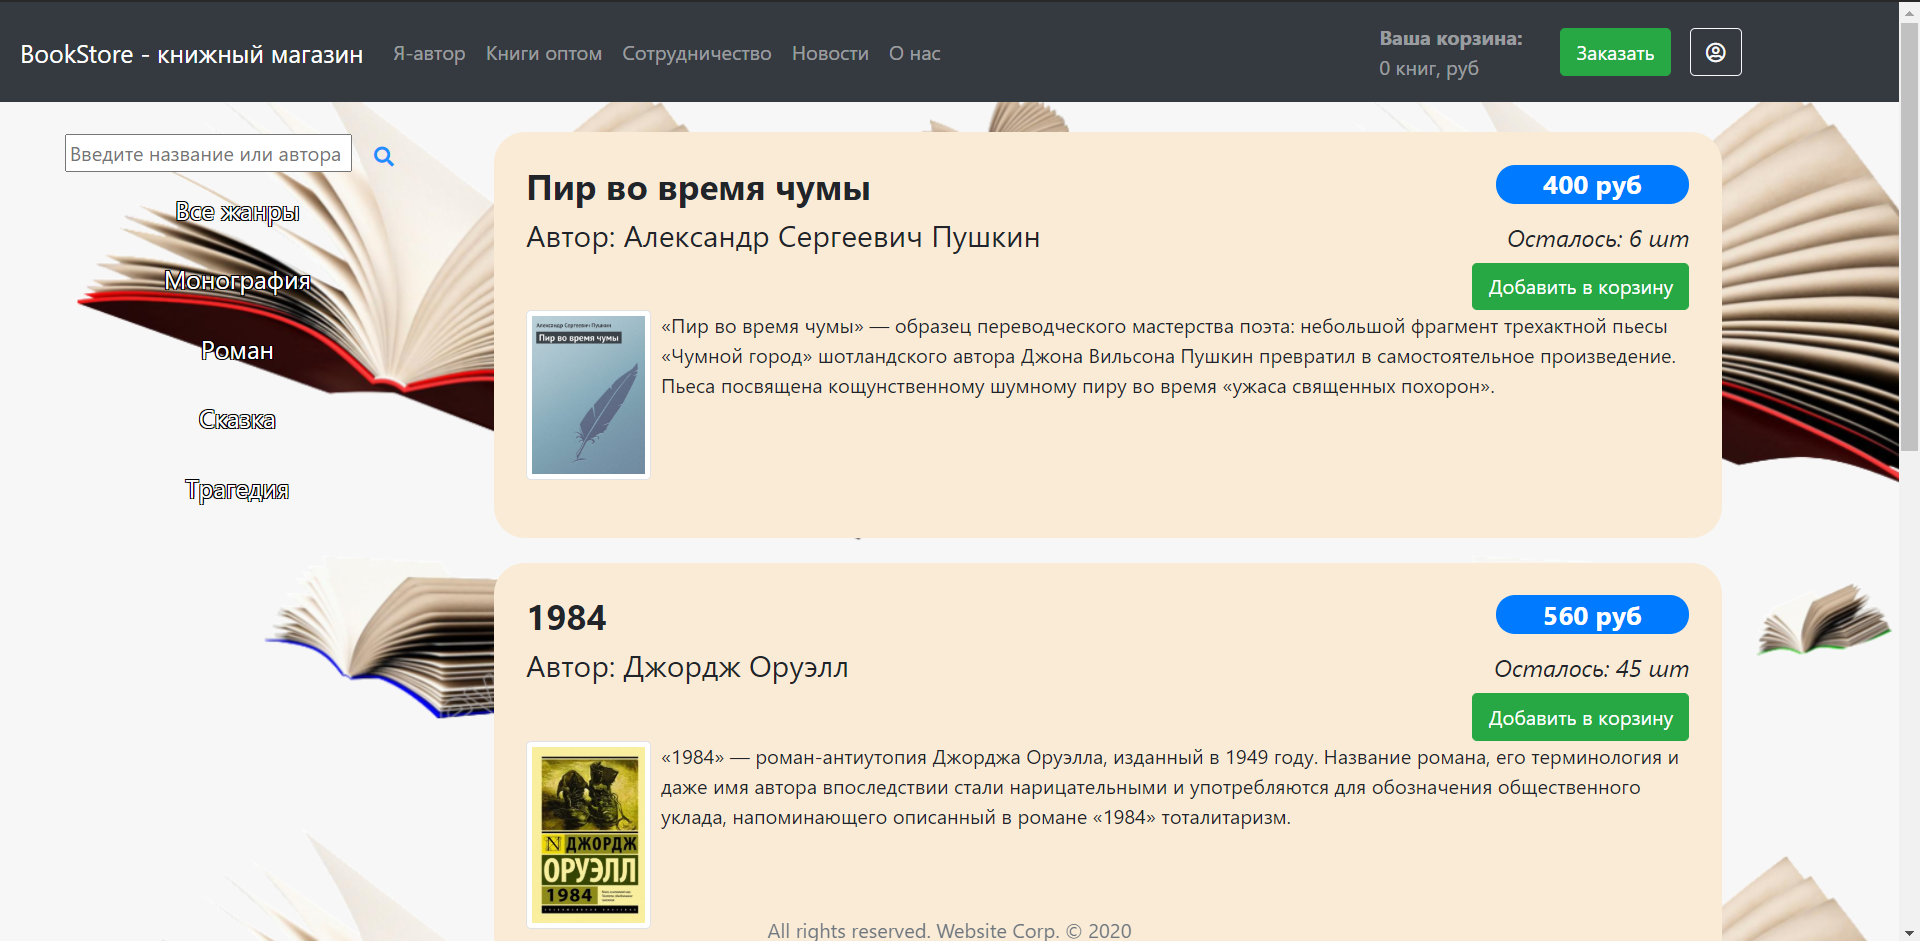 BookStore - книжный магазин
Я-автор
Книги оптом
Сотрудничество
Новости
О нас
Ваша корзина:
0 книг, руб
Заказать
Введите название или автора
Все жанры
Монография
Роман
Сказка
Трагедия
Пир во время чумы
400 руб
Автор: Александр Сергеевич Пушкин
Осталось: 6 шт
Добавить в корзину
Александр Сергеевич Пушкин
Пир во время чумы
«Пир во время чумы» — образец переводческого мастерства поэта: небольшой фрагмент трехактной пьесы
«Чумной город» шотландского автора Джона Вильсона Пушкин превратил в самостоятельное произведение.
Пьеса посвящена кощунственному шумному пиру во время «ужаса священных похорон».
1984
560 руб
Автор: Джордж Оруэлл
Осталось: 45 шт
Добавить в корзину
«1984» — роман-антиутопия Джорджа Оруэлла, изданный в 1949 году. Название романа, его терминология и
даже имя автора впоследствии стали нарицательными и употребляются для обозначения общественного
уклада, напоминающего описанный в романе «1984» тоталитаризм.
N ДЖОРДЖ
ОРУЭЛЛ
1984
All rights reserved. Website Corp. © 2020